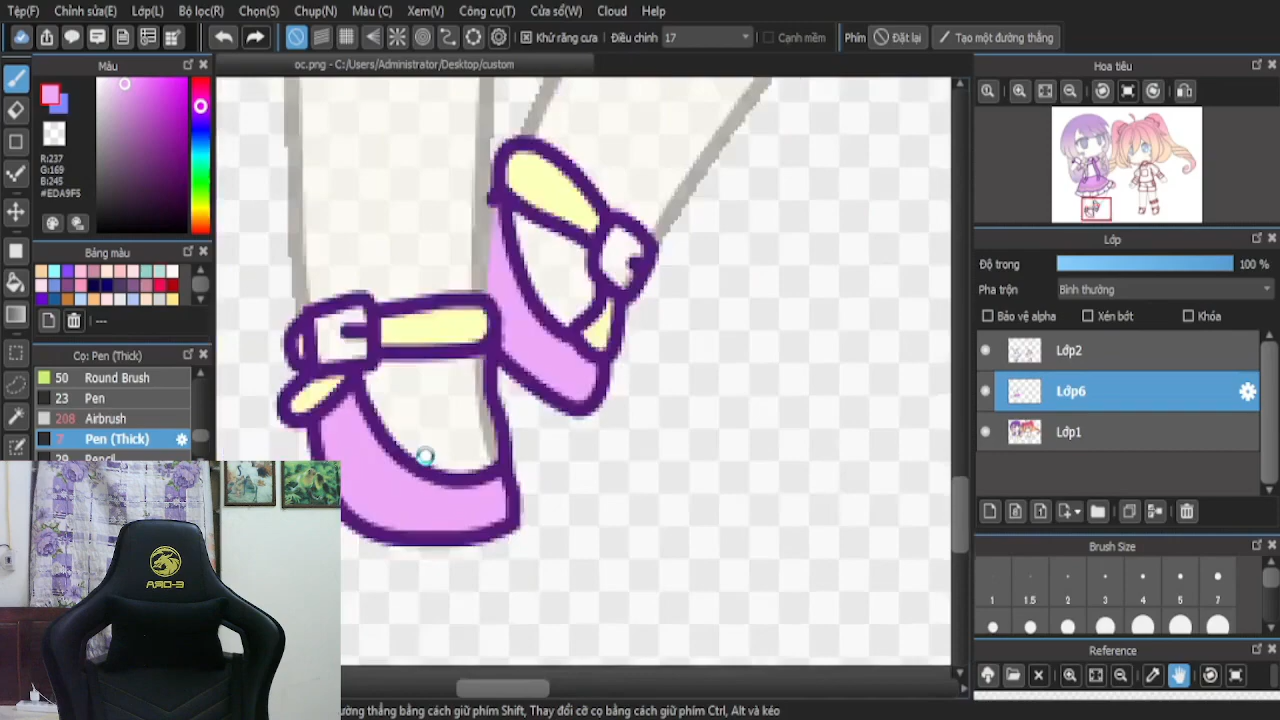 Tệp(F) Chỉnh sửa(E) Lớp(L) Bộ lọc(R) Chọn(S) Chụp(N) Màu (C) Xem(V) Công cụ(T) Cửa sổ(W) Cloud Help
Khử răng cưa Điều chỉnh 17 Cạnh mềm Phím Đặt lại Tạo một đường thẳng
Màu
oc.png - C:/Users/Administrator/Desktop/custom
Hoa tiêu
R:237
G:169
B:245
#EDA9F5
Bảng màu
---
Cọ: Pen (Thick)
50 Round Brush
23 Pen
208 Airbrush
7 Pen (Thick)
29 Pencil
Lớp
Độ trong 100 %
Pha trộn Bình thường
Bảo vệ alpha Xén bớt Khóa
Lớp2
Lớp6
Lớp1
Brush Size
1 1.5 2 3 4 5 7
Reference
E-DRA
ường thẳng bằng cách giữ phím Shift, Thay đổi cỡ cọ bằng cách giữ phím Ctrl, Alt và kéo